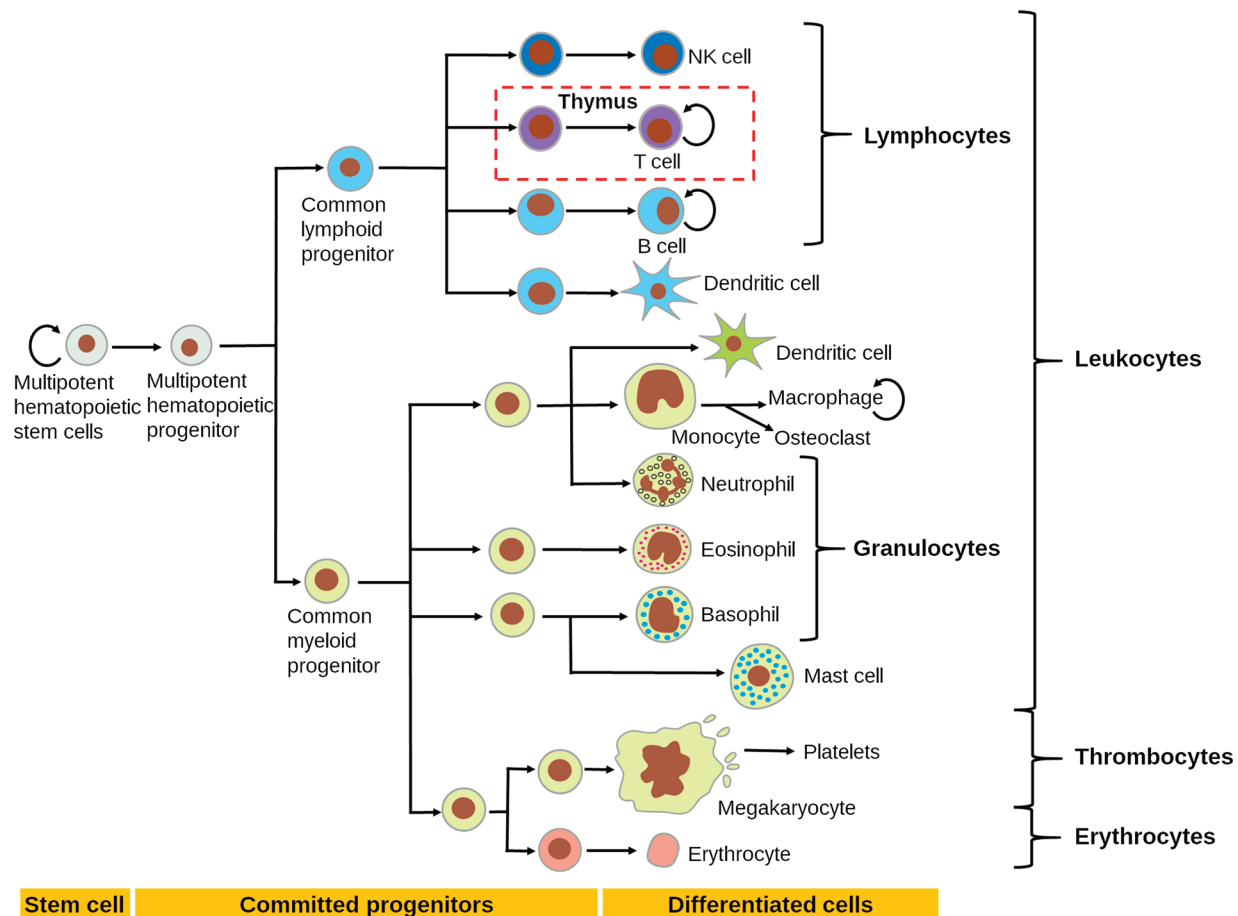 NK cell
Thymus
T cell
Lymphocytes
Common
lymphoid
progenitor
B cell
Dendritic cell
Multipotent
hematopoietic
stem cells
Multipotent
hematopoietic
progenitor
Dendritic cell
Leukocytes
Macrophage
Monocyte
Osteoclast
Neutrophil
Eosinophil
Granulocytes
Common
myeloid
progenitor
Basophil
Mast cell
Platelets
Thrombocytes
Megakaryocyte
Erythrocytes
Erythrocyte
Stem cell
Committed progenitors
Differentiated cells